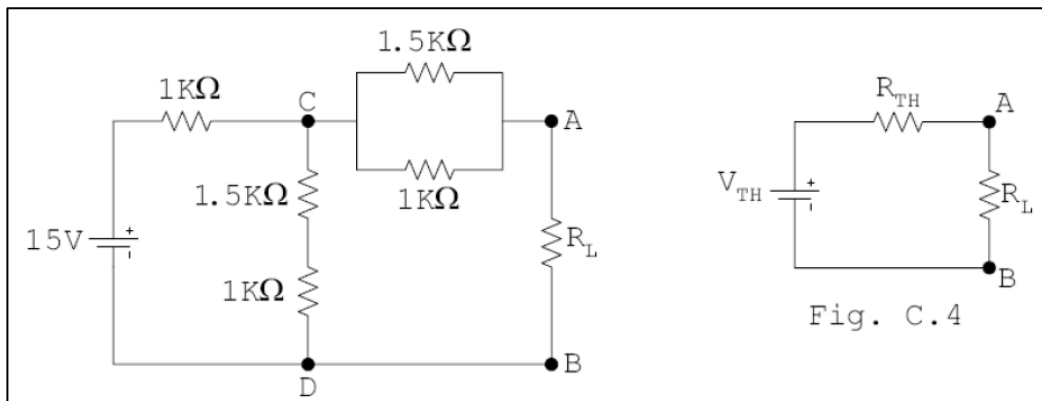 1.5KΩ
1KΩ
C
A
1KΩ
1.5KΩ
15V
+
-
R_L
1KΩ
D
B
R_TH
A
V_TH
+
-
R_L
B
Fig. C.4